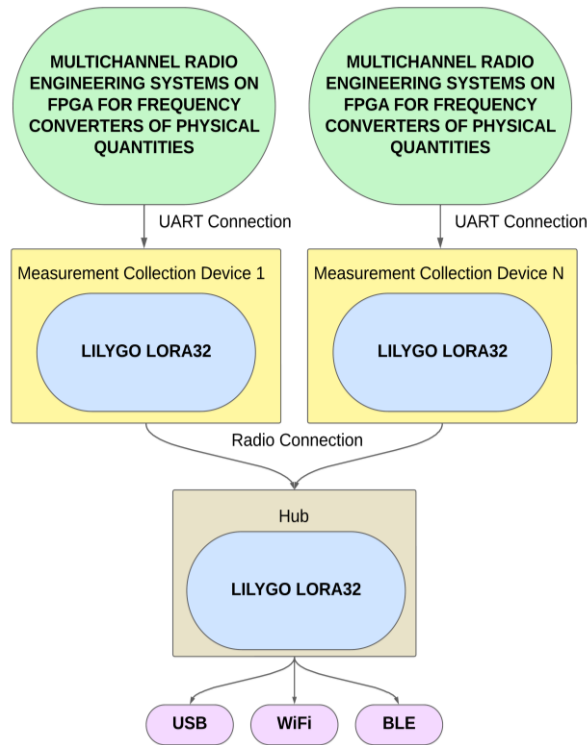 MULTICHANNEL RADIO
ENGINEERING SYSTEMS ON
FPGA FOR FREQUENCY
CONVERTERS OF PHYSICAL
QUANTITIES
MULTICHANNEL RADIO
ENGINEERING SYSTEMS ON
FPGA FOR FREQUENCY
CONVERTERS OF PHYSICAL
QUANTITIES
UART Connection
UART Connection
Measurement Collection Device 1
LILYGO LORA32
Measurement Collection Device N
LILYGO LORA32
Radio Connection
Hub
LILYGO LORA32
USB
WiFi
BLE